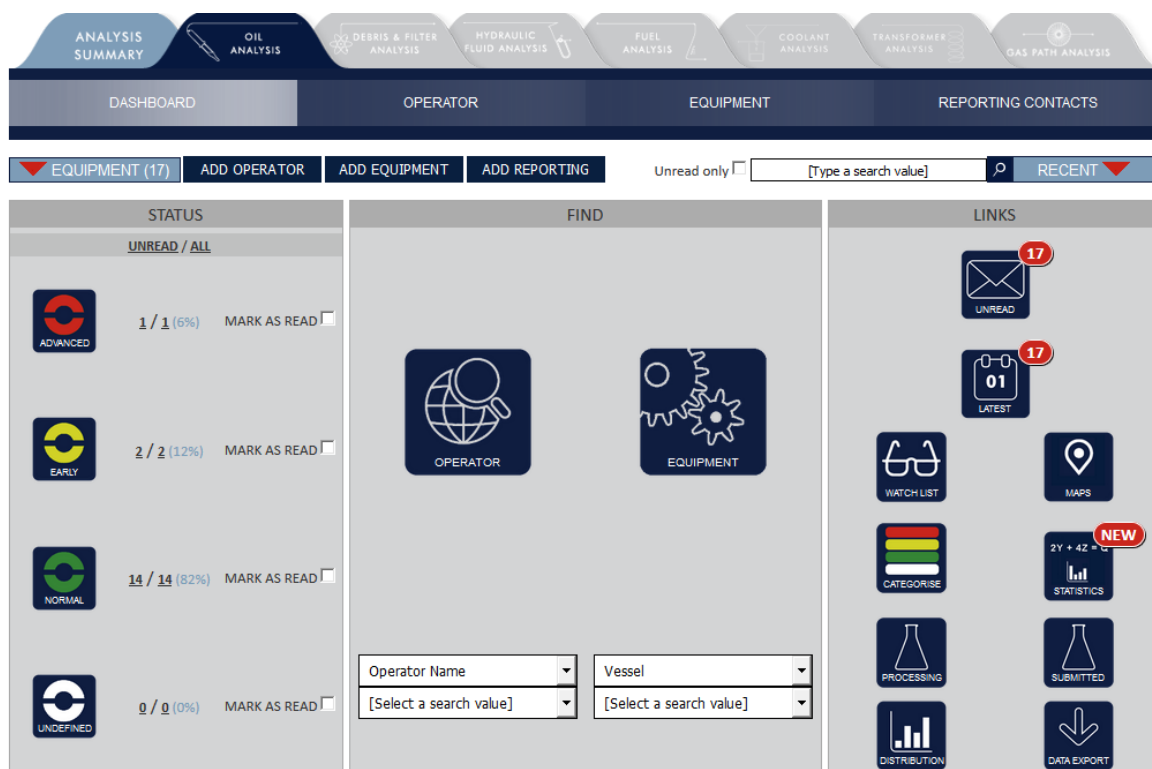 ANALYSIS SUMMARY
OIL ANALYSIS
DEBRIS & FILTER ANALYSIS
HYDRAULIC FLUID ANALYSIS
FUEL ANALYSIS
COOLANT ANALYSIS
TRANSFORMER ANALYSIS
GAS PATH ANALYSIS
DASHBOARD OPERATOR EQUIPMENT REPORTING CONTACTS
EQUIPMENT (17) ADD OPERATOR ADD EQUIPMENT ADD REPORTING Unread only [Type a search value] RECENT
STATUS
UNREAD / ALL
ADVANCED 1 / 1 (6%) MARK AS READ
EARLY 2 / 2 (12%) MARK AS READ
NORMAL 14 / 14 (82%) MARK AS READ
UNDEFINED 0 / 0 (0%) MARK AS READ
FIND
OPERATOR EQUIPMENT
Operator Name Vessel
[Select a search value] [Select a search value]
LINKS
17
UNREAD
17
01
LATEST
WATCH LIST MAPS
NEW
2Y + 4Z =
CATEGORISE STATISTICS
PROCESSING SUBMITTED
DISTRIBUTION DATA EXPORT